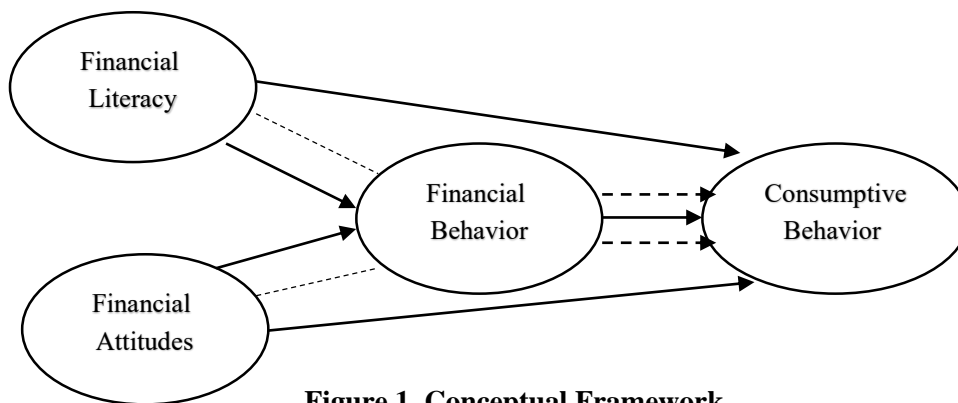 Financial
Literacy
Financial
Behavior
Consumptive
Behavior
Financial
Attitudes
Figure 1. Conceptual Framework